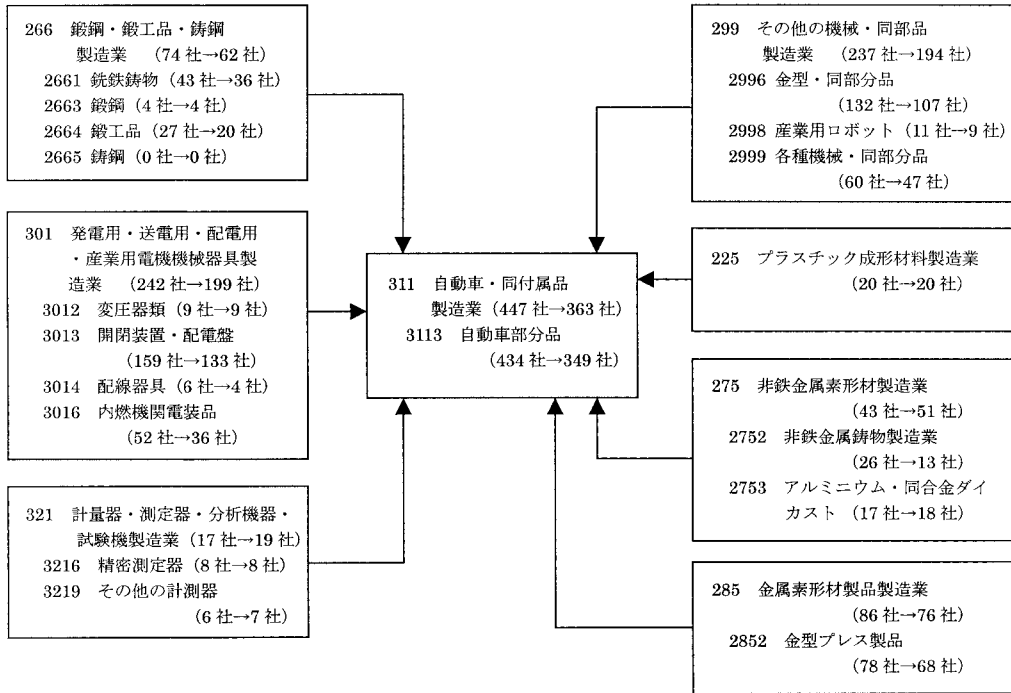 266 鍛鋼・鍛工品・鋳鋼
製造業 (74 社→62 社)
2661 銑鉄鋳物 (43 社→36 社)
2663 鍛鋼 (4 社→4 社)
2664 鍛工品 (27 社→20 社)
2665 鋳鋼 (0 社→0 社)
301 発電用・送電用・配電用
・産業用電機機械器具製
造業 (242 社→199 社)
3012 変圧器類 (9 社→9 社)
3013 開閉装置・配電盤
(159 社→133 社)
3014 配線器具 (6 社→4 社)
3016 内燃機関電装品
(52 社→36 社)
321 計量器・測定器・分析機器・
試験機製造業 (17 社→19 社)
3216 精密測定器 (8 社→8 社)
3219 その他の計測器
(6 社→7 社)
311 自動車・同付属品
製造業 (447 社→363 社)
3113 自動車部分品
(434 社→349 社)
299 その他の機械・同部品
製造業 (237 社→194 社)
2996 金型・同部分品
(132 社→107 社)
2998 産業用ロボット (11 社→9 社)
2999 各種機械・同部分品
(60 社→47 社)
225 プラスチック成形材料製造業
(20 社→20 社)
275 非鉄金属素形材製造業
(43 社→51 社)
2752 非鉄金属鋳物製造業
(26 社→13 社)
2753 アルミニウム・同合金ダイ
カスト (17 社→18 社)
285 金属素形材製品製造業
(86 社→76 社)
2852 金型プレス製品
(78 社→68 社)